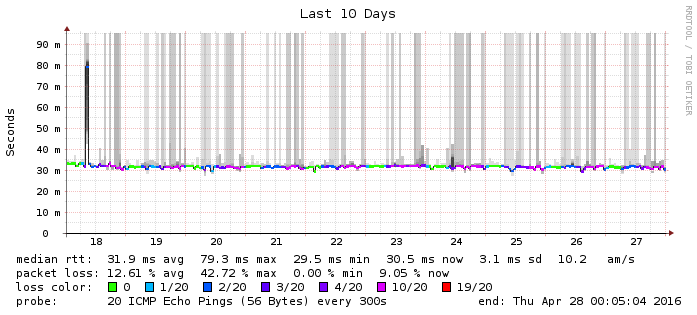 Last 10 Days
RRDTOOL / TOBI OETIKER
Seconds
90 m
80 m
70 m
60 m
50 m
40 m
30 m
20 m
10 m
0
18 19 20 21 22 23 24 25 26 27
median rtt: 31.9 ms avg 79.3 ms max 29.5 ms min 30.5 ms now 3.1 ms sd 10.2 am/s
packet loss: 12.61 % avg 42.72 % max 0.00 % min 9.05 % now
loss color: 0 1/20 2/20 3/20 4/20 10/20 19/20
probe: 20 ICMP Echo Pings (56 Bytes) every 300s end: Thu Apr 28 00:05:04 2016